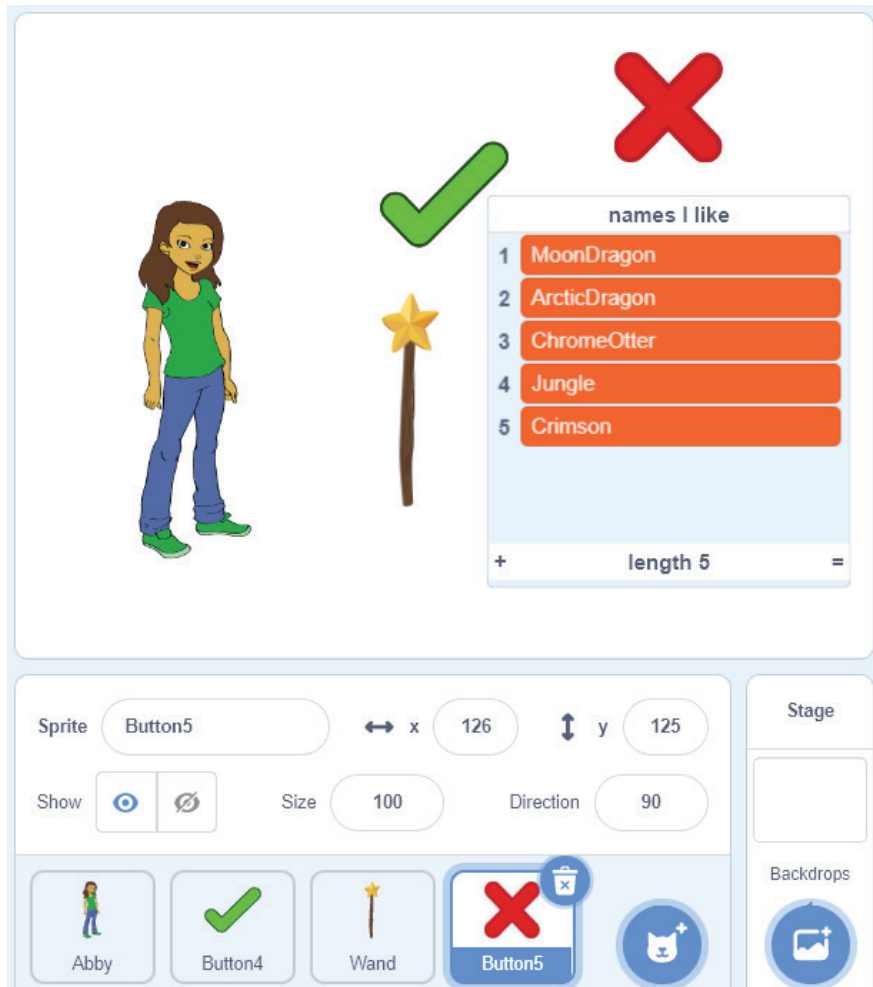 names I like
1 MoonDragon
2 ArcticDragon
3 ChromeOtter
4 Jungle
5 Crimson
+ length 5 =
Sprite Button5 x 126 y 125
Stage
Show Size 100 Direction 90
Backdrops
Abby Button4 Wand Button5